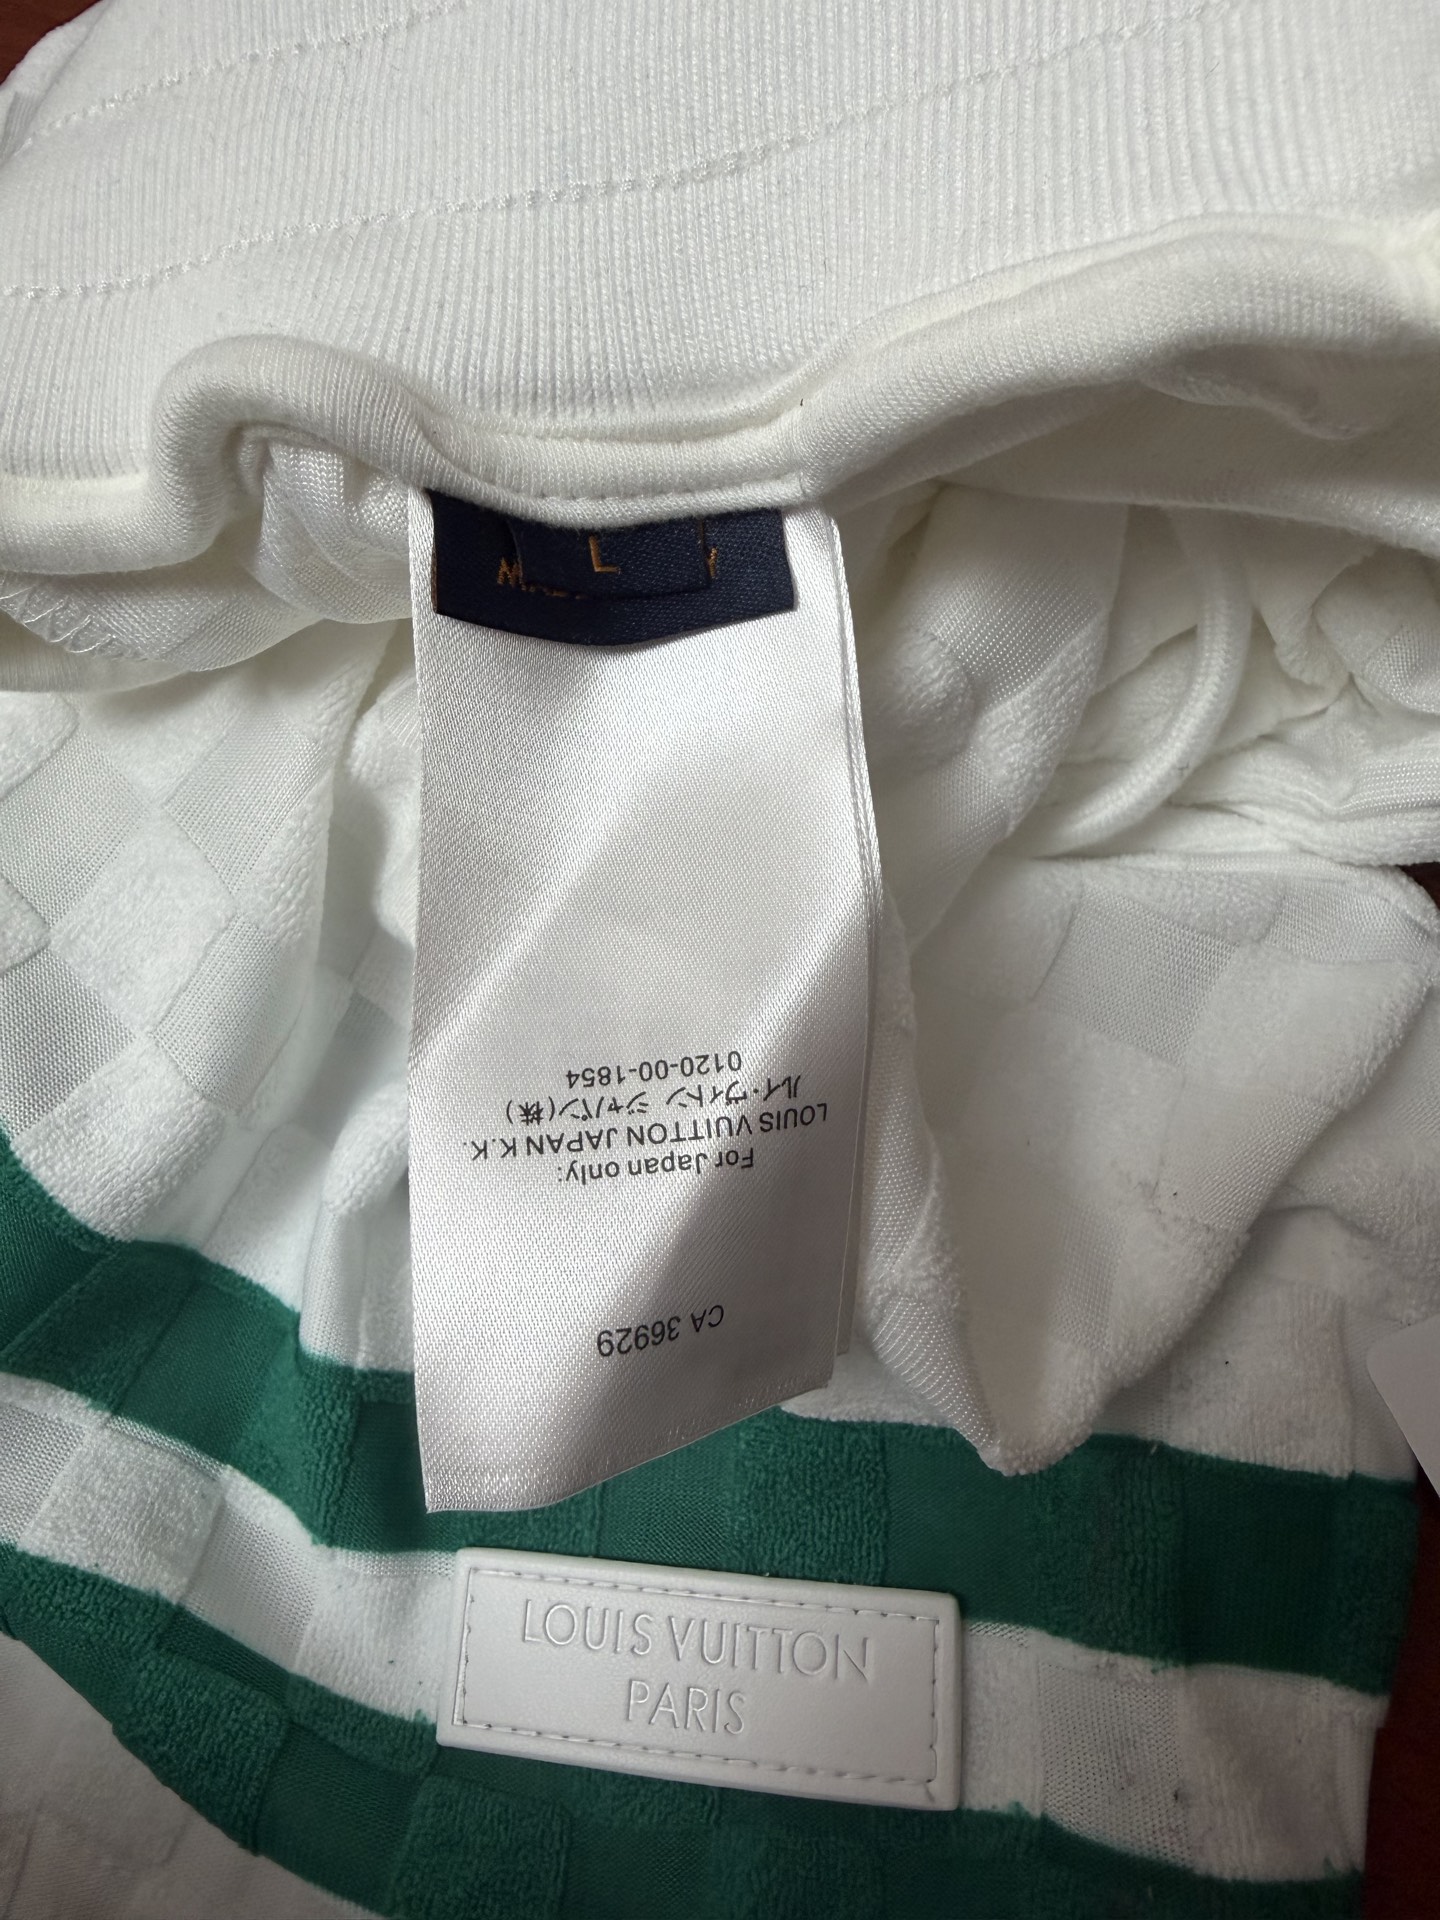 L
For Japan only:
LOUIS VUITTON JAPAN K.K.
ルイ・ヴィトン ジャパン(株)
0120-00-1854
CA 36929
LOUIS VUITTON
PARIS